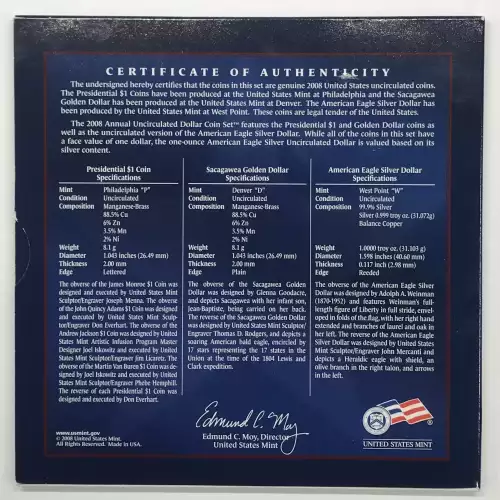 CERTIFICATE OF AUTHENTICITY
The undersigned hereby certifies that the coins in this set are genuine 2008 United States uncirculated coins.
The Presidential $1 Coins have been produced at the United States Mint at Philadelphia and the Sacagawea
Golden Dollar has been produced at the United States Mint at Denver. The American Eagle Silver Dollar has
been produced by the United States Mint at West Point. These coins are legal tender of the United States.
The 2008 Annual Uncirculated Dollar Coin Set™ features the Presidential $1 and Golden Dollar coins as
well as the uncirculated version of the American Eagle Silver Dollar. While all of the coins in this set have
a face value of one dollar, the one-ounce American Eagle Silver Uncirculated Dollar is valued based on its
silver content.
Presidential $1 Coin
Specifications
Mint Philadelphia "P"
Condition Uncirculated
Composition Manganese-Brass
88.5% Cu
6% Zn
3.5% Mn
2% Ni
Weight 8.1 g
Diameter 1.043 inches (26.49 mm)
Thickness 2.00 mm
Edge Lettered
The obverse of the James Monroe $1 Coin was
designed and executed by United States Mint
Sculptor/Engraver Joseph Menna. The obverse
of the John Quincy Adams $1 Coin was designed
and executed by United States Mint Sculp-
tor/Engraver Don Everhart. The obverse of the
Andrew Jackson $1 Coin was designed by United
States Mint Artistic Infusion Program Master
Designer Joel Iskowitz and executed by United
States Mint Sculptor/Engraver Jim Licaretz. The
obverse of the Martin Van Buren $1 Coin was de-
signed by Joel Iskowitz and executed by United States
Mint Sculptor/Engraver Phebe Hemphill. The
reverse of each Presidential $1 Coin was
designed and executed by Don Everhart.
Sacagawea Golden Dollar
Specifications
Mint Denver "D"
Condition Uncirculated
Composition Manganese-Brass
88.5% Cu
6% Zn
3.5% Mn
2% Ni
Weight 8.1 g
Diameter 1.043 inches (26.49 mm)
Thickness 2.00 mm
Edge Plain
The obverse of the Sacagawea Golden
Dollar was designed by Glenna Goodacre,
and depicts Sacagawea with her infant son,
Jean-Baptiste, being carried on her back.
The reverse of the Sacagawea Golden Dollar
was designed by United States Mint Sculptor/
Engraver Thomas D. Rodgers, and depicts a
soaring American bald eagle, encircled by
17 stars representing the 17 states in the
Union at the time of the 1804 Lewis and
Clark expedition.
American Eagle Silver Dollar
Specifications
Mint West Point "W"
Condition Uncirculated
Composition 99.9% Silver
Silver 0.999 troy oz. (31.072g)
Balance Copper
Weight 1.0000 troy oz. (31.103 g)
Diameter 1.598 inches (40.60 mm)
Thickness 0.117 inch (2.98 mm)
Edge Reeded
The obverse of the American Eagle Silver
Dollar was designed by Adolph A. Weinman
(1870-1952) and features Weinman's full-
length figure of Liberty in full stride, envel-
oped in folds of the flag, with her right hand
extended and branches of laurel and oak in
her left. The reverse of the American Eagle
Silver Dollar was designed by United States
Mint Sculptor/Engraver John Mercanti and
depicts a Heraldic eagle with shield, an
olive branch in the right talon, and arrows
in the left.
Edmund C. Moy
Edmund C. Moy, Director
United States Mint
www.usmint.gov
© 2008 United States Mint.
All Rights Reserved. Made in USA.
UNITED STATES MINT